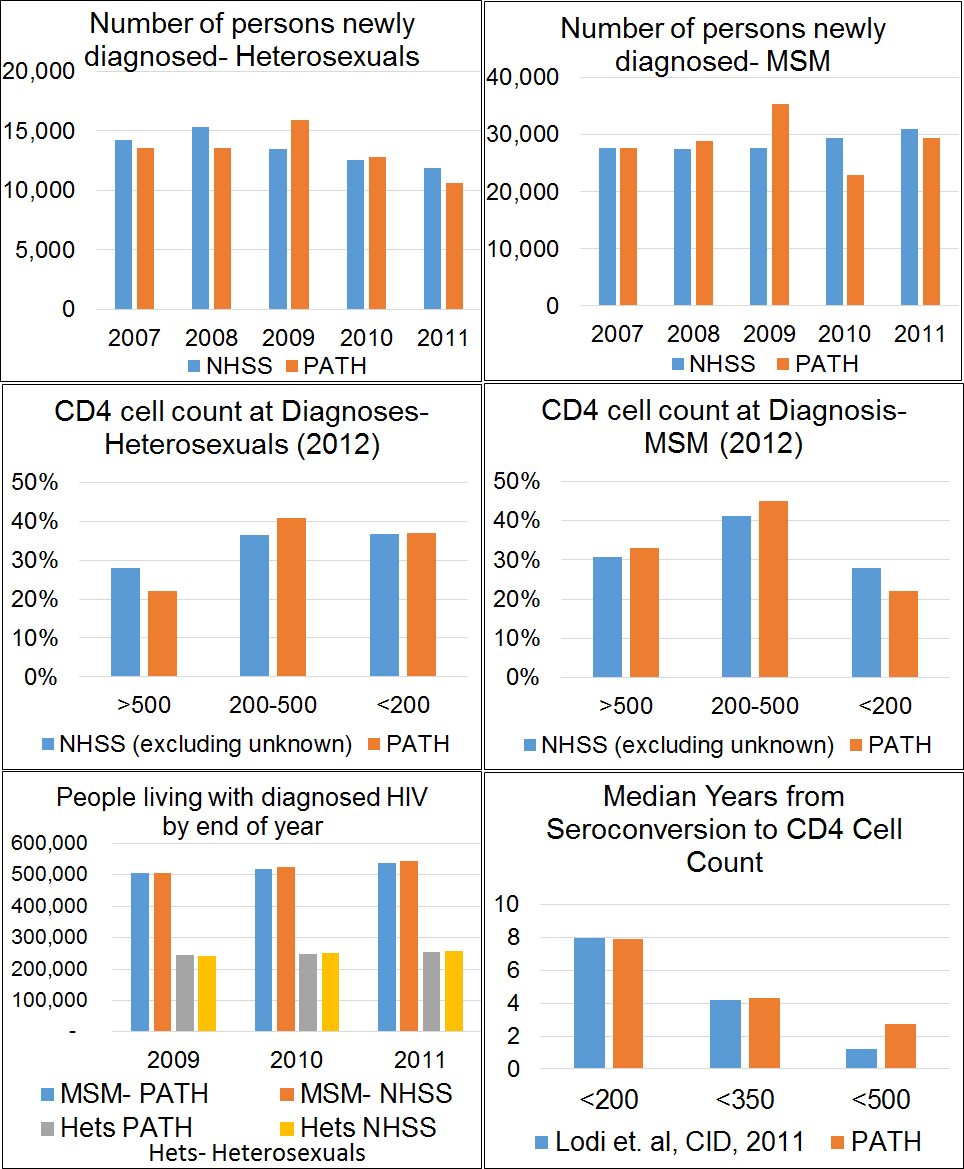 Number of persons newly
diagnosed- Heterosexuals
20,000
15,000
10,000
5,000
0
2007 2008 2009 2010 2011
NHSS PATH
Number of persons newly
diagnosed- MSM
40,000
30,000
20,000
10,000
0
2007 2008 2009 2010 2011
NHSS PATH
CD4 cell count at Diagnoses-
Heterosexuals (2012)
50%
40%
30%
20%
10%
0%
>500 200-500 <200
NHSS (excluding unknown) PATH
CD4 cell count at Diagnosis-
MSM (2012)
50%
40%
30%
20%
10%
0%
>500 200-500 <200
NHSS (excluding unknown) PATH
People living with diagnosed HIV
by end of year
600,000
500,000
400,000
300,000
200,000
100,000
-
2009 2010 2011
MSM- PATH MSM- NHSS
Hets PATH Hets NHSS
Hets- Heterosexuals
Median Years from
Seroconversion to CD4 Cell
Count
10
8
6
4
2
0
<200 <350 <500
Lodi et. al, CID, 2011 PATH